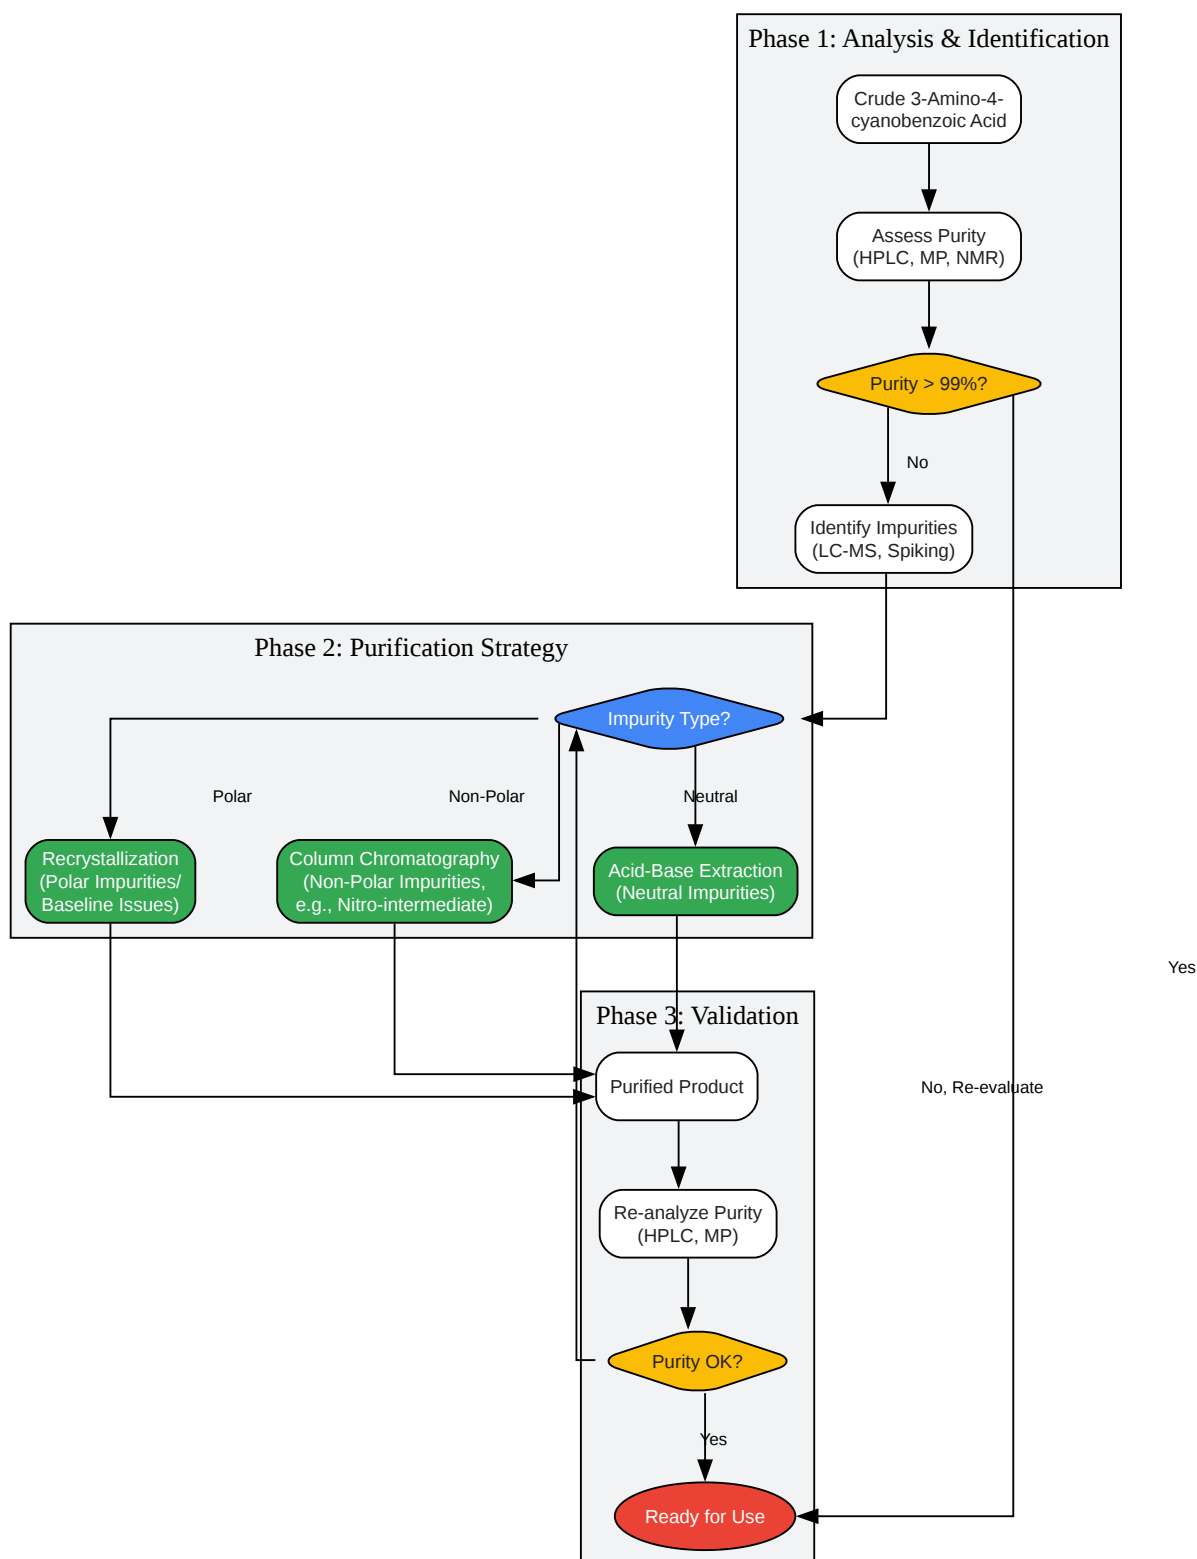 Phase 1: Analysis & Identification
Crude 3-Amino-4-
cyanobenzoic Acid
Assess Purity
(HPLC, MP, NMR)
Purity > 99%?
No
Identify Impurities
(LC-MS, Spiking)
Phase 2: Purification Strategy
Impurity Type?
Polar
Non-Polar
Neutral
Recrystallization
(Polar Impurities/
Baseline Issues)
Column Chromatography
(Non-Polar Impurities,
e.g., Nitro-intermediate)
Acid-Base Extraction
(Neutral Impurities)
Yes
Phase 3: Validation
Purified Product
No, Re-evaluate
Re-analyze Purity
(HPLC, MP)
Purity OK?
Yes
Ready for Use